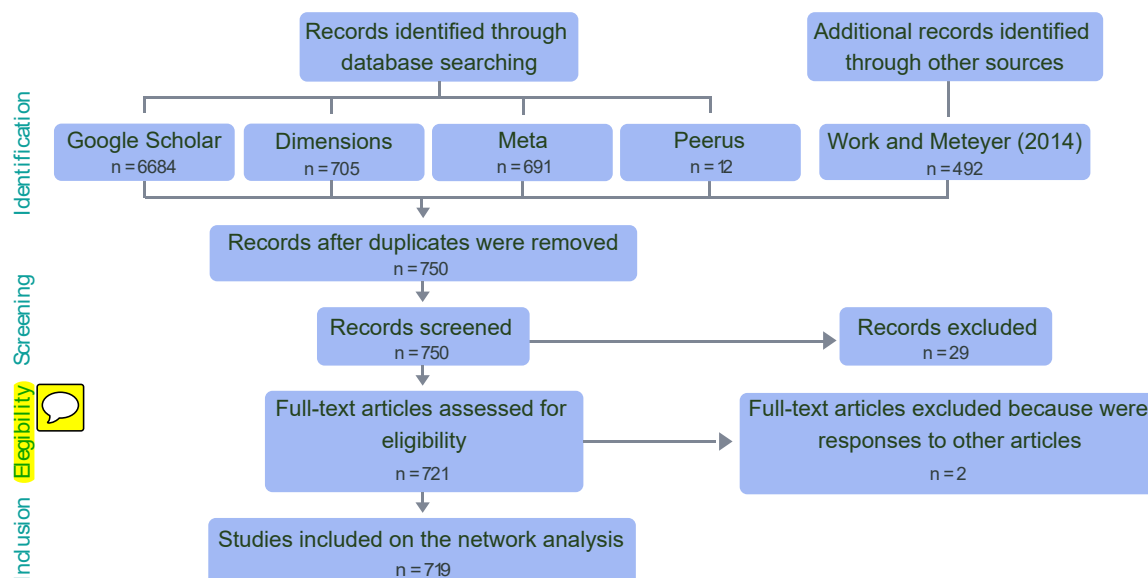 Records identified through
database searching
Additional records identified
through other sources
Identification
Google Scholar
n = 6684
Dimensions
n = 705
Meta
n = 691
Peerus
n = 12
Work and Meteyer (2014)
n = 492
Records after duplicates were removed
n = 750
Screening
Records screened
n = 750
Records excluded
n = 29
Elegibility
Full-text articles assessed for
eligibility
n = 721
Full-text articles excluded because were
responses to other articles
n = 2
Inclusion
Studies included on the network analysis
n = 719